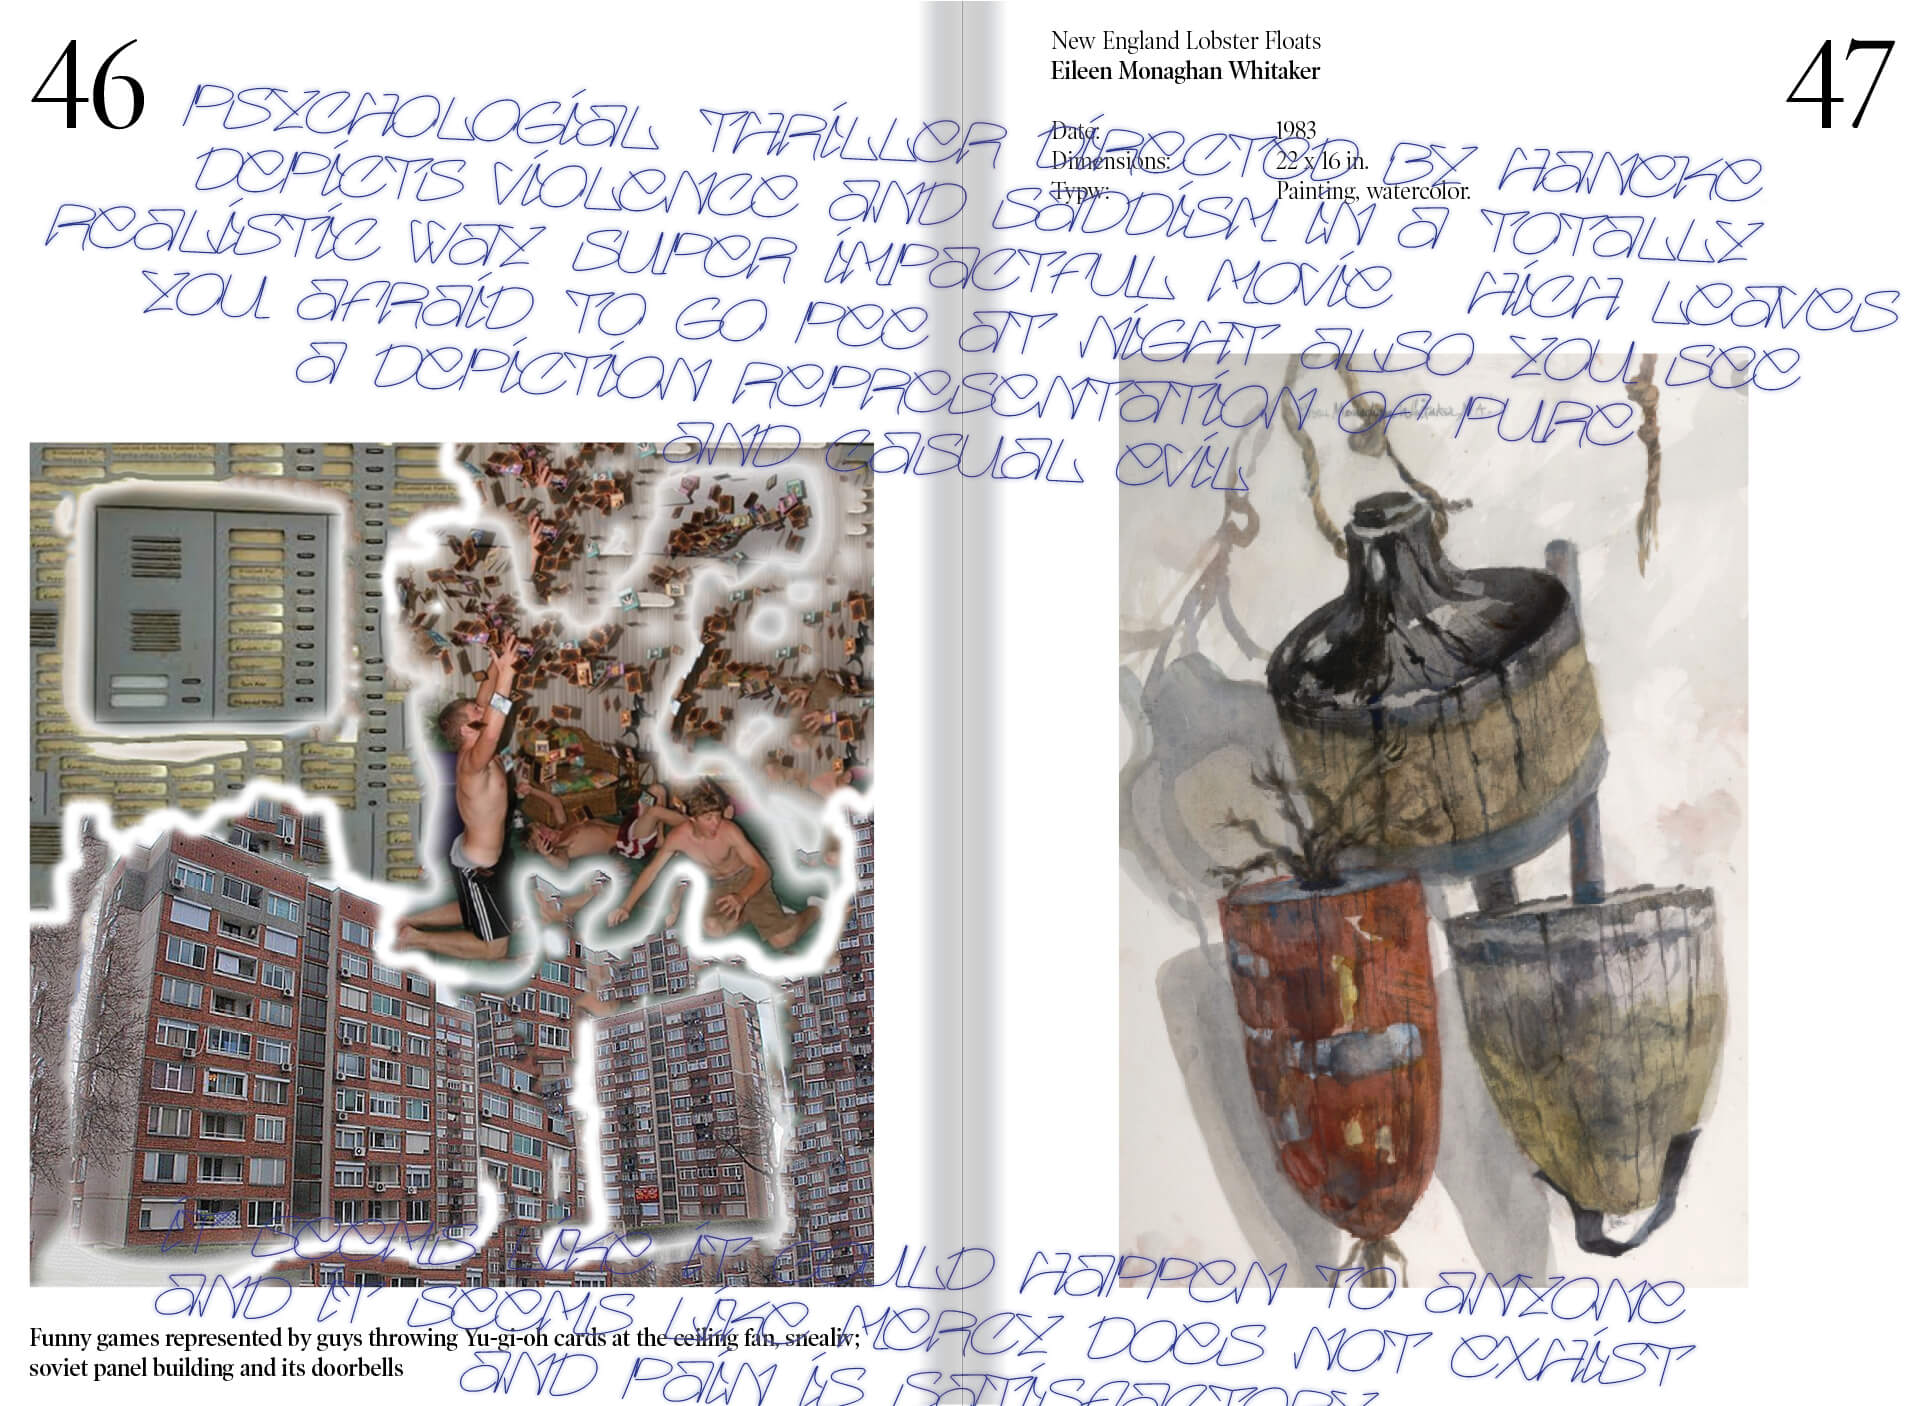 46
47
New England Lobster Floats
Eileen Monaghan Whitaker
Date: 1983
Dimensions: 22 x 16 in.
Typw: Painting, watercolor.
PSYCHOLOGIAL THRILLER DIRECTED BY HANEKE
DEPICTS VIOLENCE AND SADDISM IN A TOTALLY
REALISTIC WAY SUPER IMPACTFUL MOVIE HICH LEAVES
YOU AFRAID TO GO PEE AT NIGHT ALSO YOU SEE
A DEPICTION REPRESENTATION OF PURE
AND CASUAL EVIL
IT SEEMS LIKE IT COULD HAPPEN TO ANYONE
AND IT SEEMS LIKE MERCY DOES NOT EXHIST
AND PAIN IS SATISFACTORY
Funny games represented by guys throwing Yu-gi-oh cards at the ceiling fan, snealiv;
soviet panel building and its doorbells